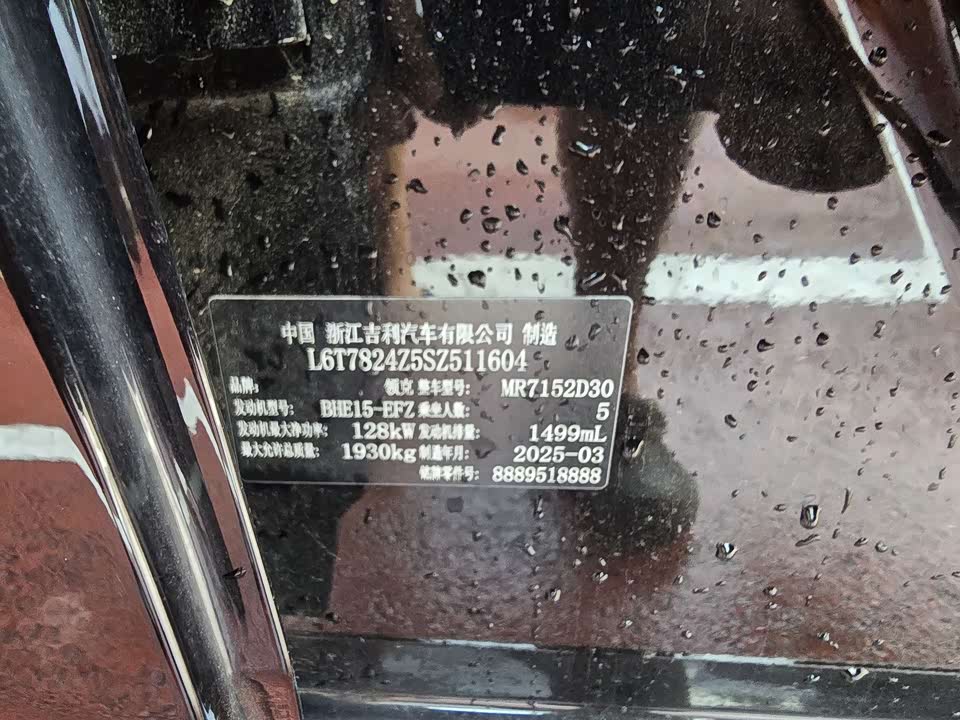 中国 浙江吉利汽车有限公司 制造
L6T7824Z5SZ511604
品牌: 领克 整车型号: MR7152D30
发动机型号: BHE15-EFZ 乘坐人数: 5
发动机最大净功率: 128kW 发动机排量: 1499mL
最大允许总质量: 1930kg 制造年月: 2025-03
铭牌零件号: 8889518888